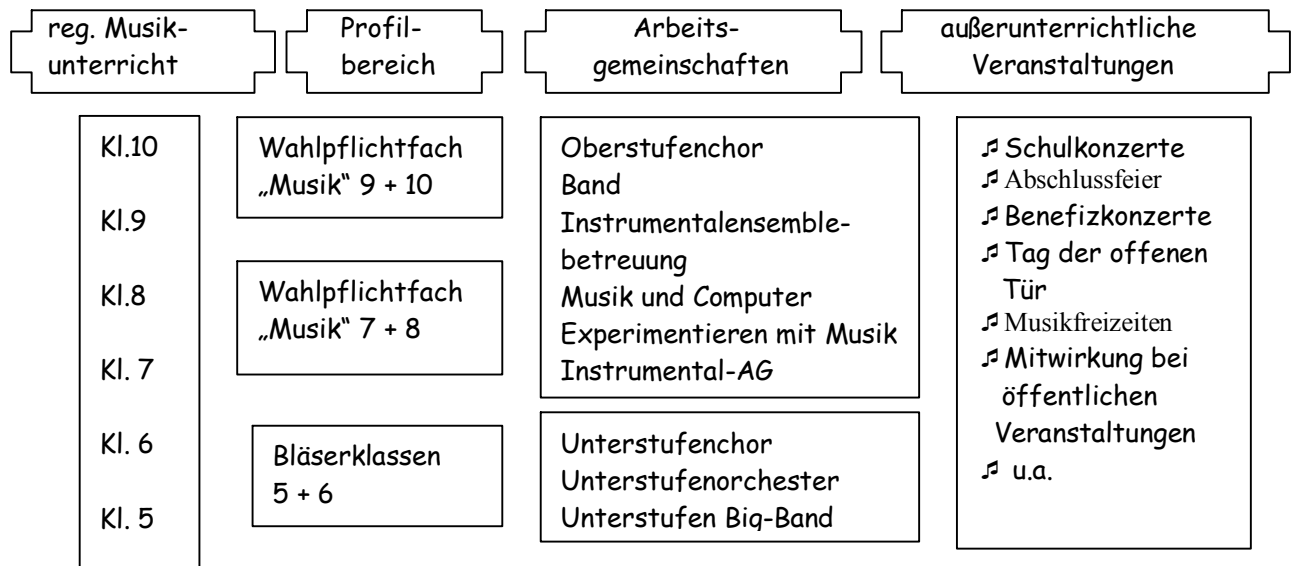 reg. Musik-
unterricht
Profil-
bereich
Arbeits-
gemeinschaften
außerunterrichtliche
Veranstaltungen
Kl.10
Kl.9
Kl.8
Kl. 7
Kl. 6
Kl. 5
Wahlpflichtfach
„Musik“ 9 + 10
Wahlpflichtfach
„Musik“ 7 + 8
Bläserklassen
5 + 6
Oberstufenchor
Band
Instrumentalensemble-
betreuung
Musik und Computer
Experimentieren mit Musik
Instrumental-AG
Unterstufenchor
Unterstufenorchester
Unterstufen Big-Band
♫ Schulkonzerte
♫ Abschlussfeier
♫ Benefizkonzerte
♫ Tag der offenen
Tür
♫ Musikfreizeiten
♫ Mitwirkung bei
öffentlichen
Veranstaltungen
♫ u.a.